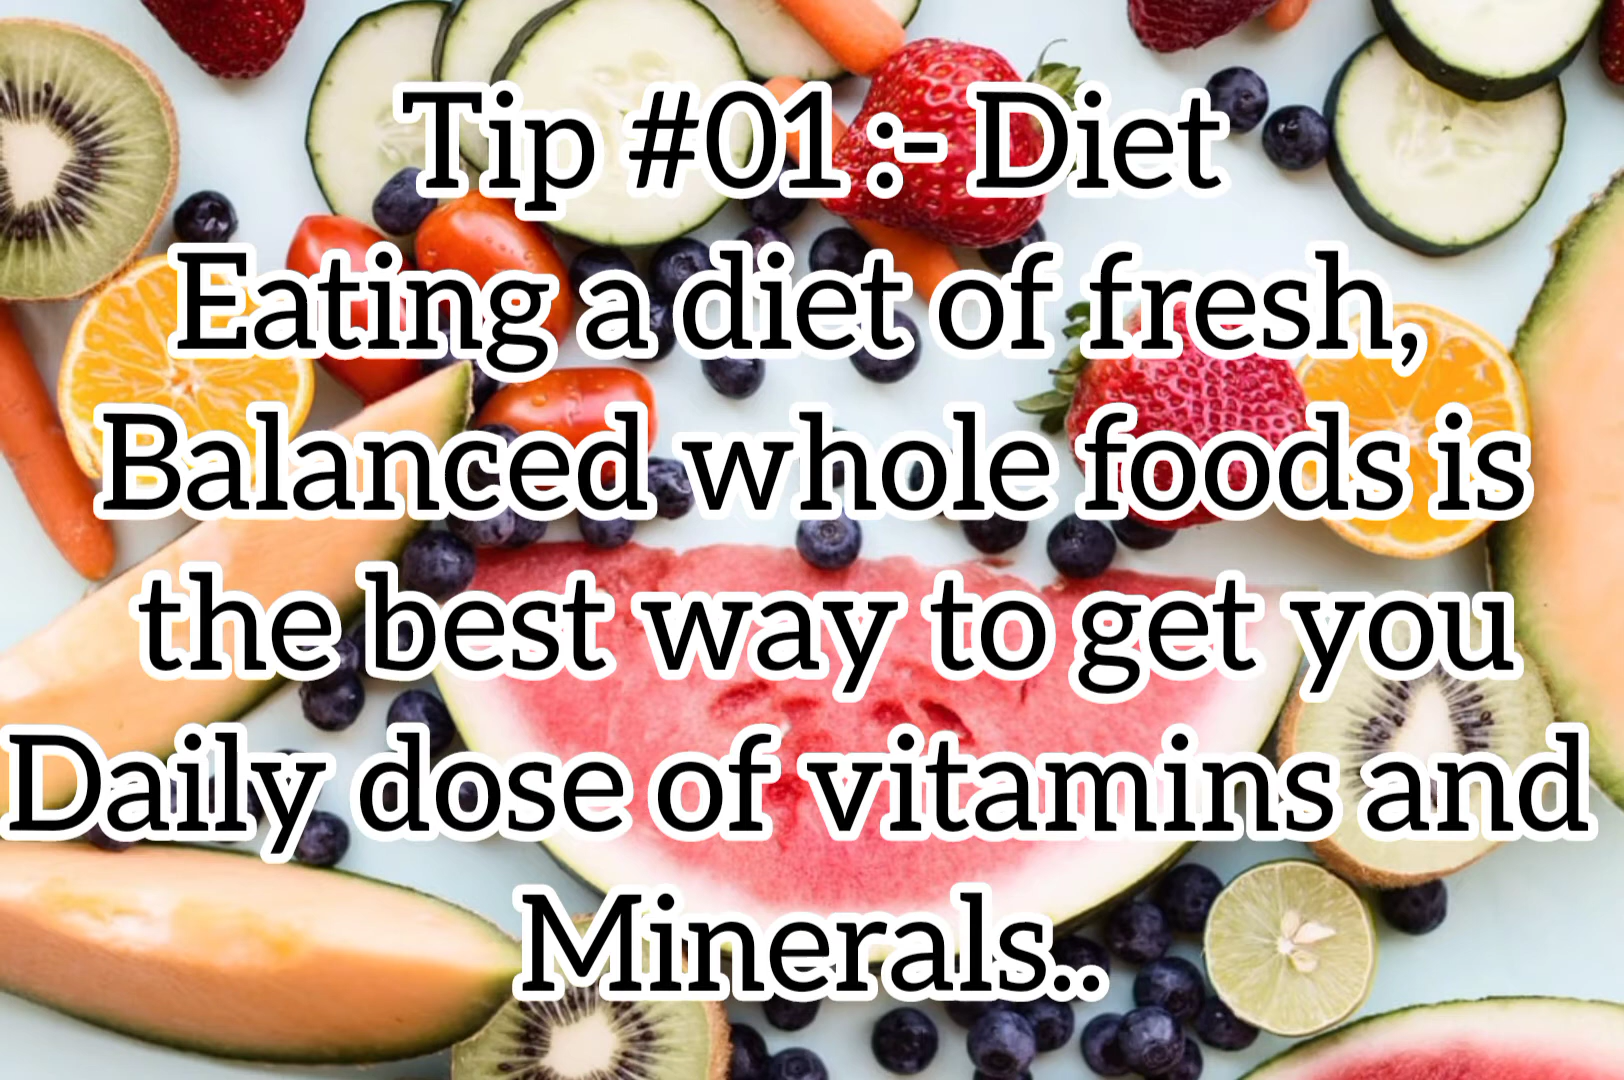 Tip #01 :- Diet
Eating a diet of fresh,
Balanced whole foods is
the best way to get you
Daily dose of vitamins and
Minerals..